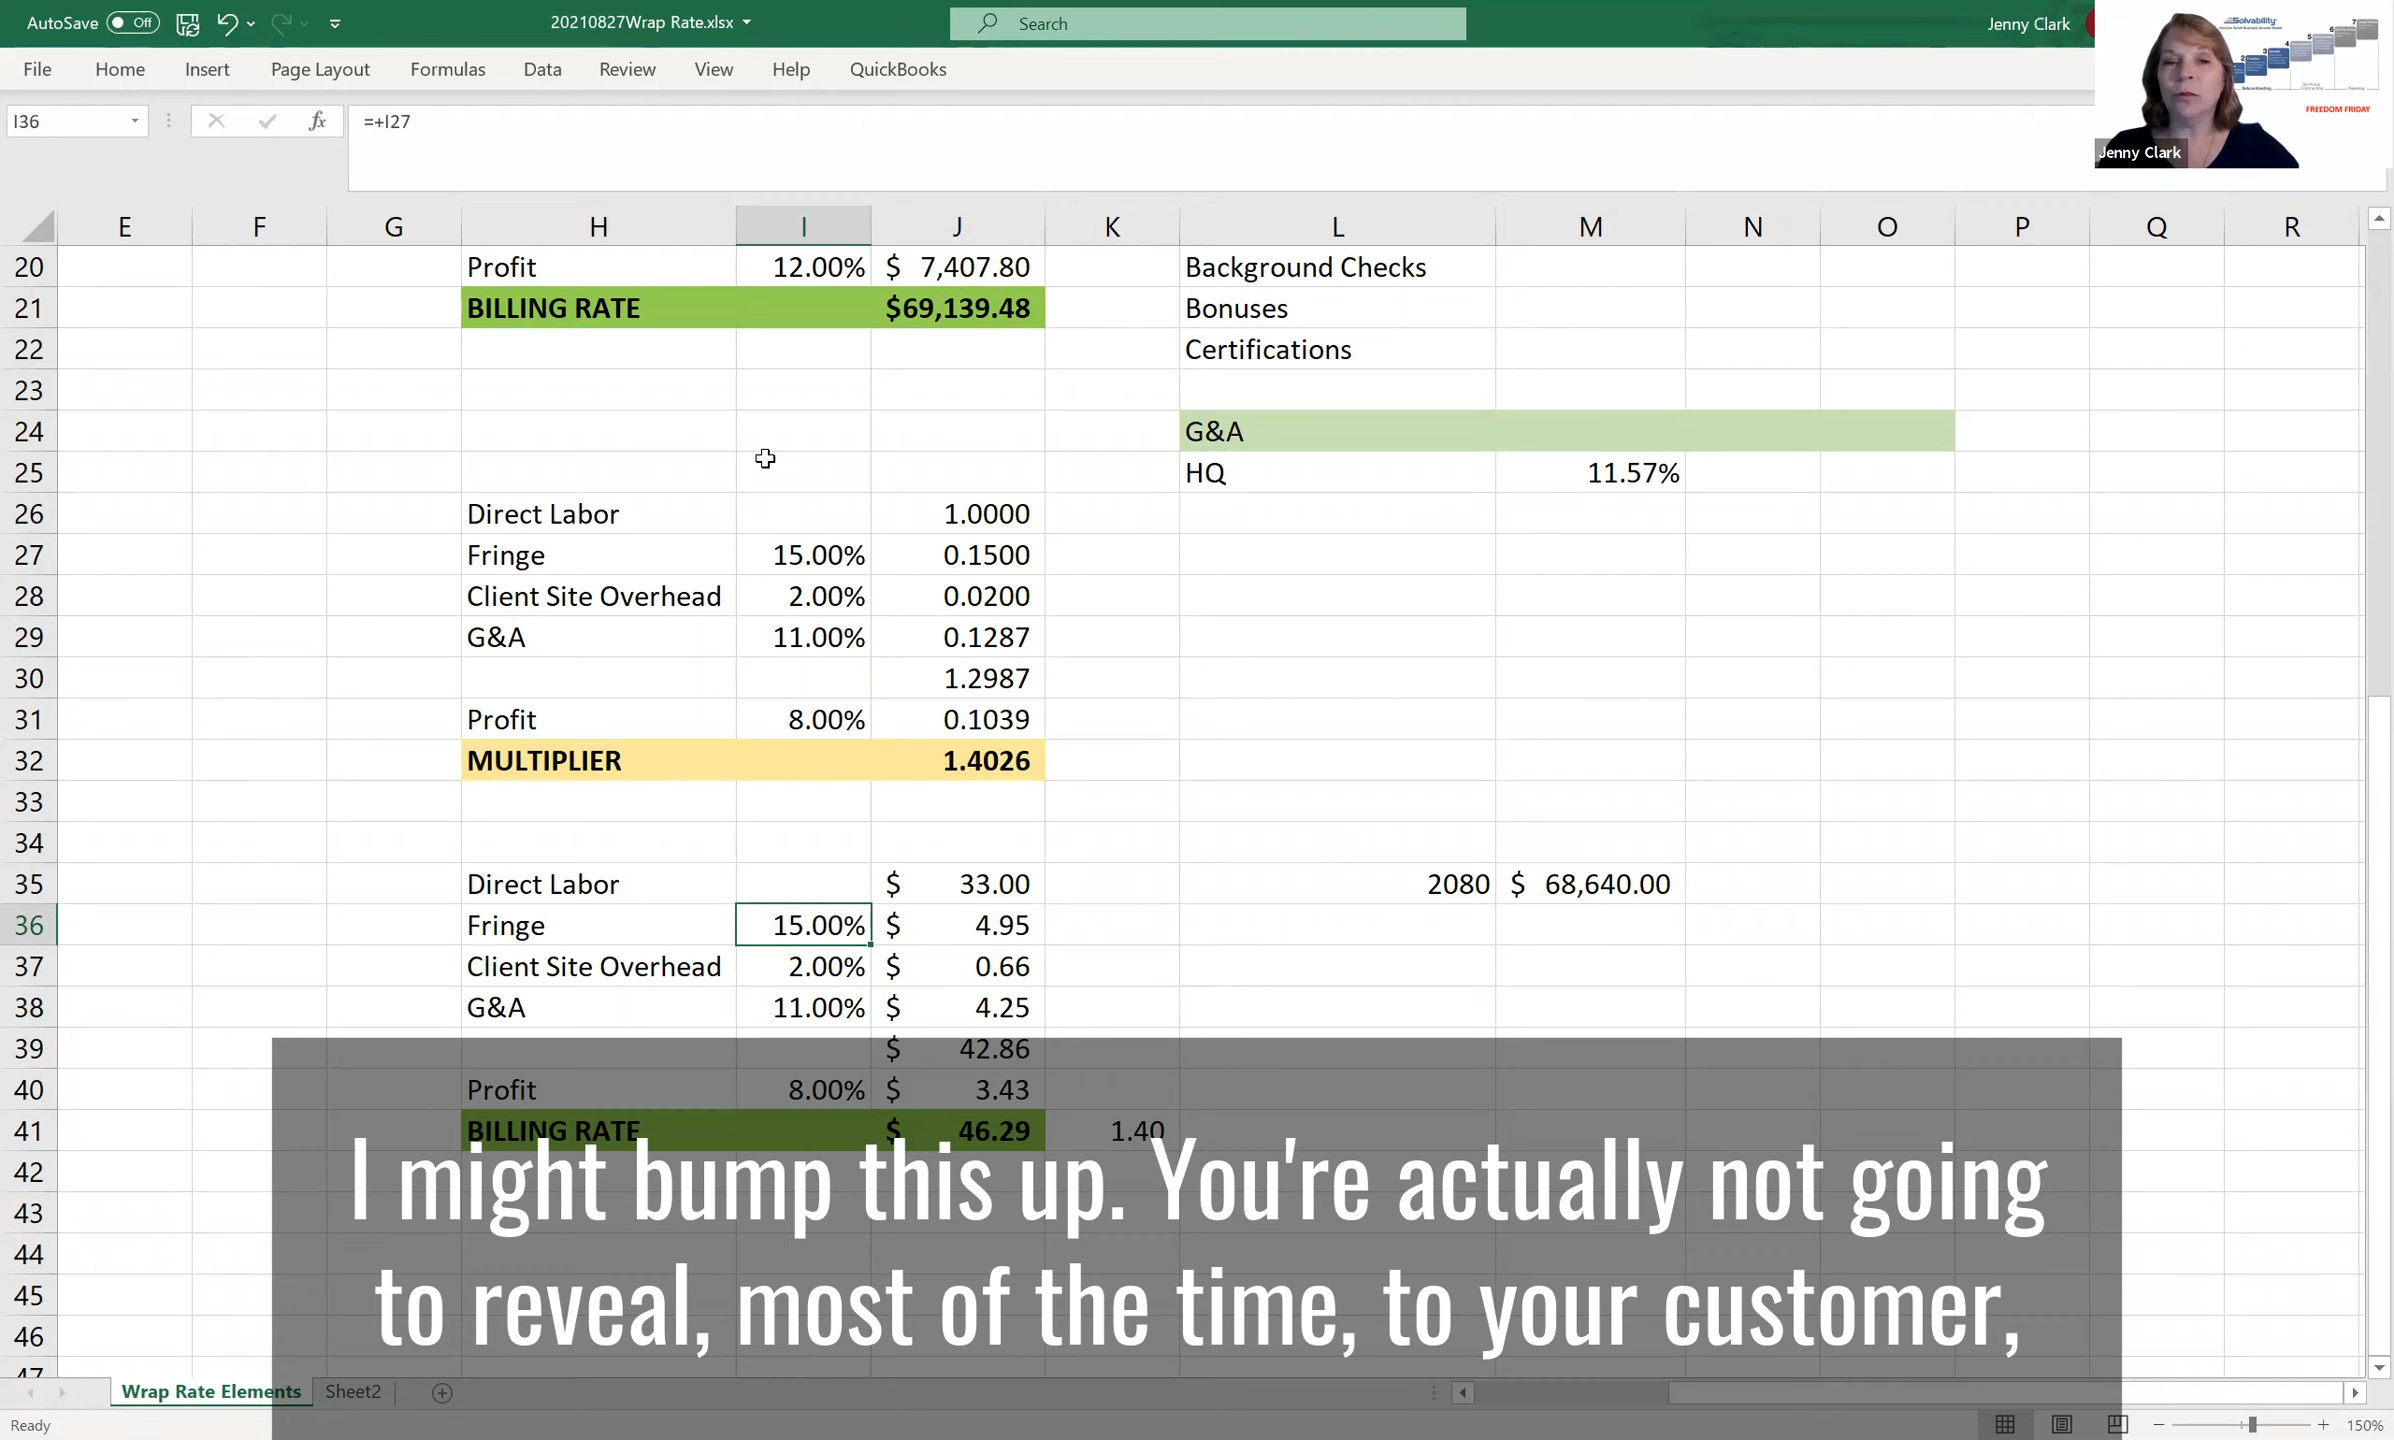 AutoSave Off 20210827Wrap Rate.xlsx Search Jenny Clark
File Home Insert Page Layout Formulas Data Review View Help QuickBooks
Solvability
FREEDOM FRIDAY
Jenny Clark
I36 fx =+I27
E F G H I J K L M N O P Q R
20 Profit 12.00% $ 7,407.80 Background Checks
21 BILLING RATE $69,139.48 Bonuses
22 Certifications
23
24 G&A
25 HQ 11.57%
26 Direct Labor 1.0000
27 Fringe 15.00% 0.1500
28 Client Site Overhead 2.00% 0.0200
29 G&A 11.00% 0.1287
30 1.2987
31 Profit 8.00% 0.1039
32 MULTIPLIER 1.4026
33
34
35 Direct Labor $ 33.00 2080 $ 68,640.00
36 Fringe 15.00% $ 4.95
37 Client Site Overhead 2.00% $ 0.66
38 G&A 11.00% $ 4.25
39 $ 42.86
40 Profit 8.00% $ 3.43
41 BILLING RATE $ 46.29 1.40
42
43
44
45
46
47
I might bump this up. You're actually not going
to reveal, most of the time, to your customer,
Wrap Rate Elements Sheet2
Ready 150%